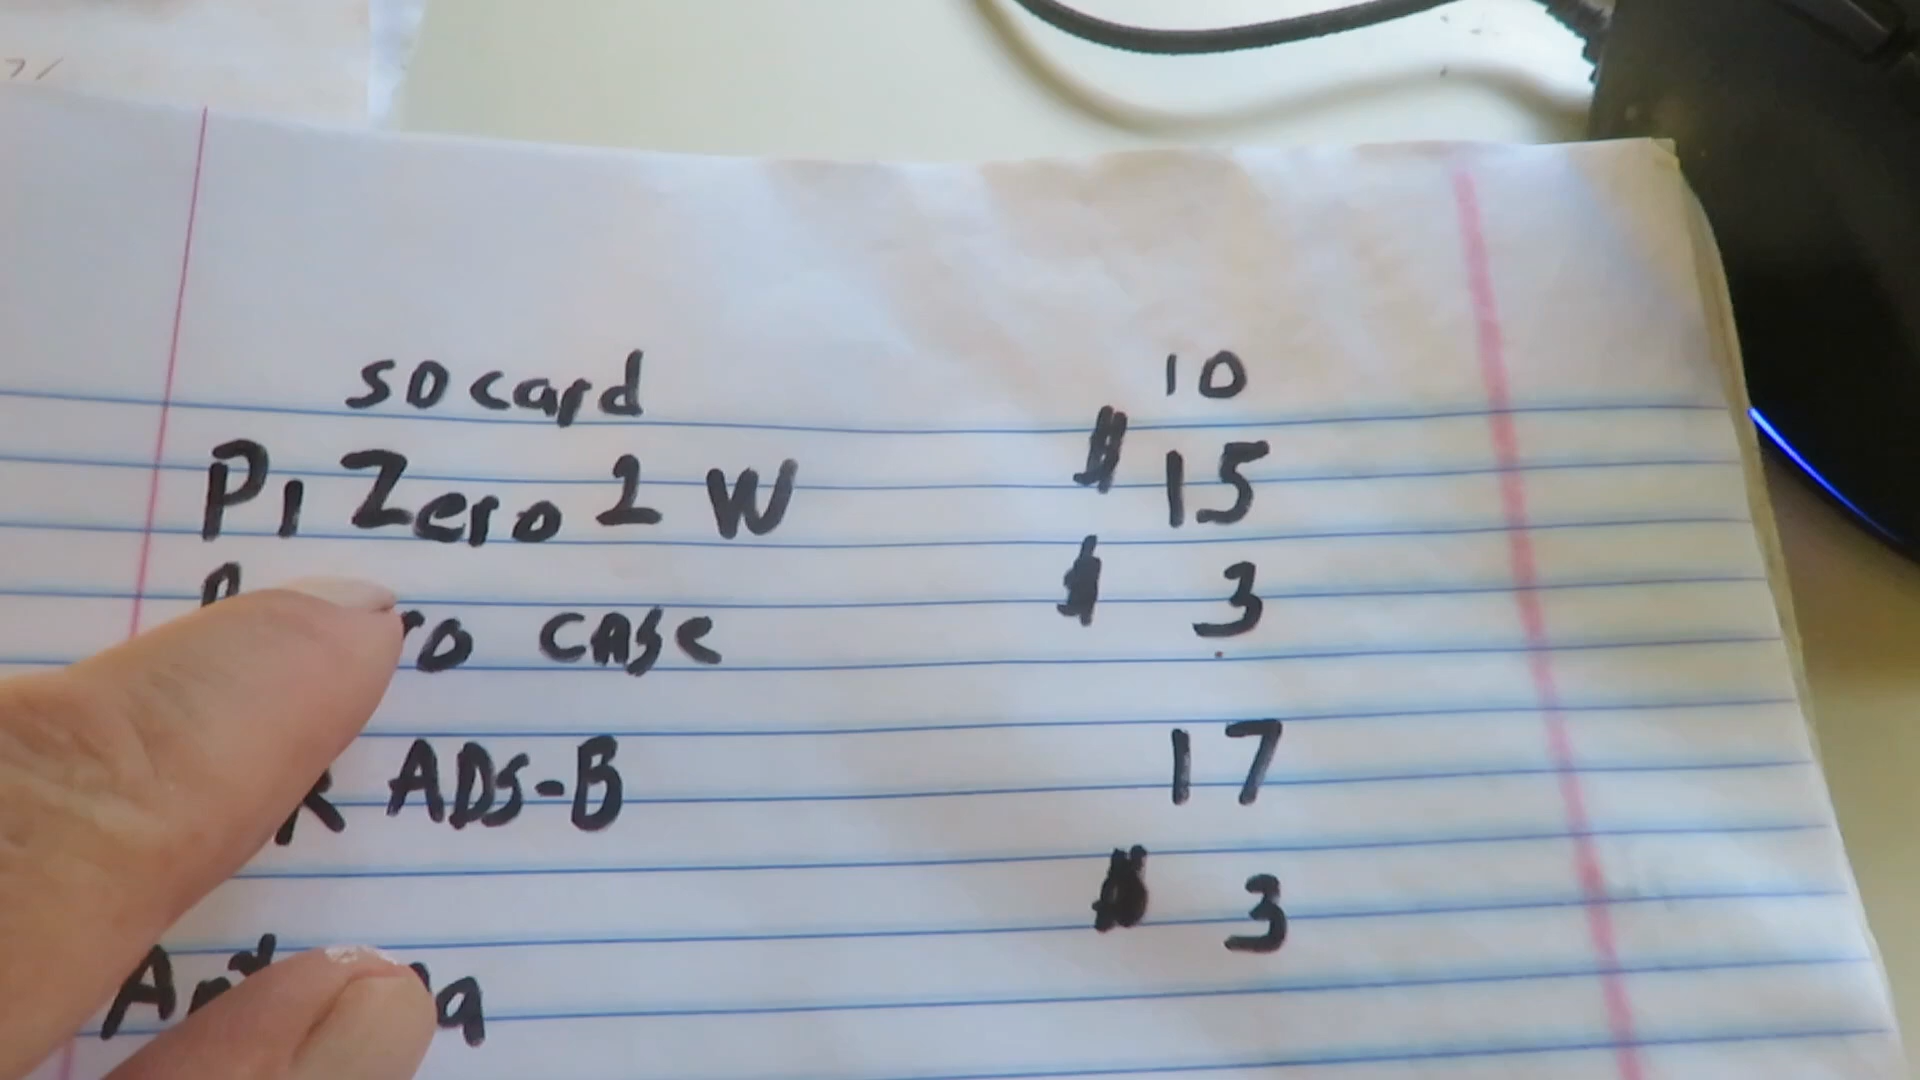 SD card 10
Pi Zero 2 W $ 15
case $ 3
ADS-B 17
$ 3